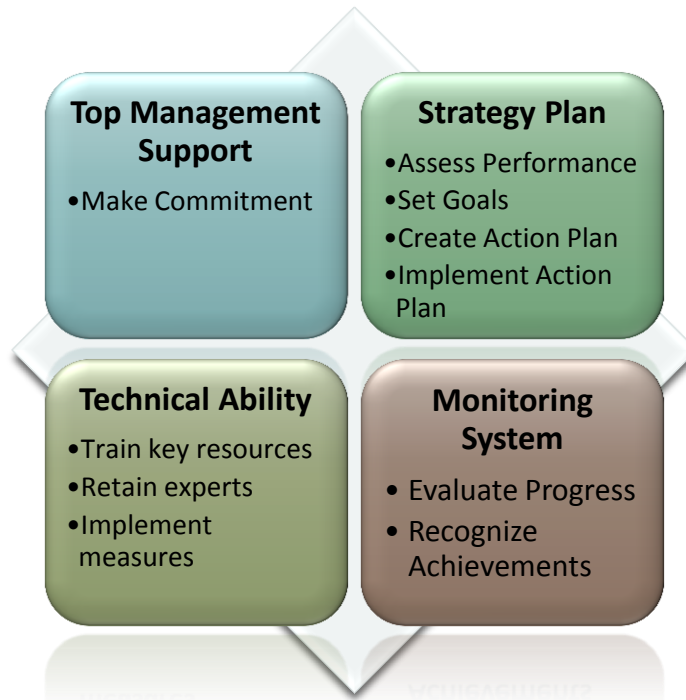 Top Management
Support
•Make Commitment
Strategy Plan
•Assess Performance
•Set Goals
•Create Action Plan
•Implement Action
Plan
Technical Ability
•Train key resources
•Retain experts
•Implement
measures
Monitoring
System
• Evaluate Progress
• Recognize
Achievements